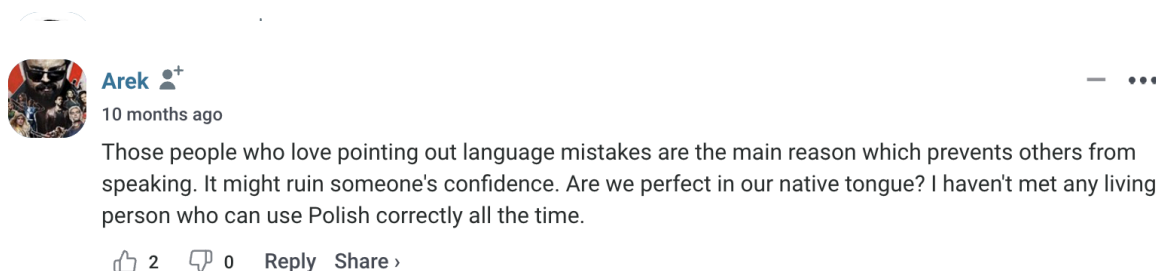 Arek
10 months ago
Those people who love pointing out language mistakes are the main reason which prevents others from
speaking. It might ruin someone's confidence. Are we perfect in our native tongue? I haven't met any living
person who can use Polish correctly all the time.
2 0 Reply Share ›